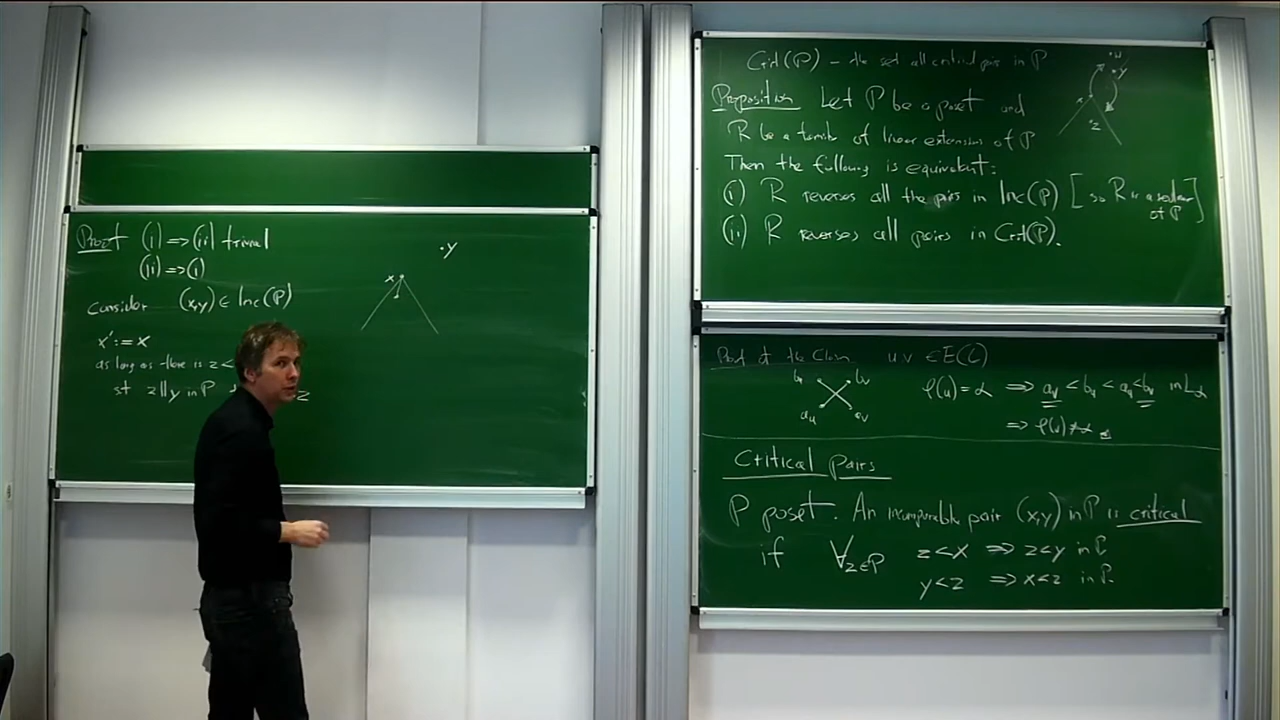 Proof (i) => (ii) trivial
(ii) => (i)
Consider (x,y) ∈ Inc(P)
x' := x
as long as there is z <
st z || y in P
z
x
.y
Crit(P) – the set all critical pairs in P
Proposition Let P be a poset and
R be a family of linear extensions of P
Then the following is equivalent:
(i) R reverses all the pairs in Inc(P) [so R is a realizer of P]
(ii) R reverses all pairs in Crit(P).
x
y
z
Proof of the Claim u v ∈ E(G)
a_u
b_v
φ(u) = α => a_v < b_u < a_u < b_v in L_α
=> φ(v) ≠ α
Critical pairs
P poset. An incomparable pair (x,y) in P is critical
if ∀ z∈P z < x => z < y in P
y < z => x < z in P.